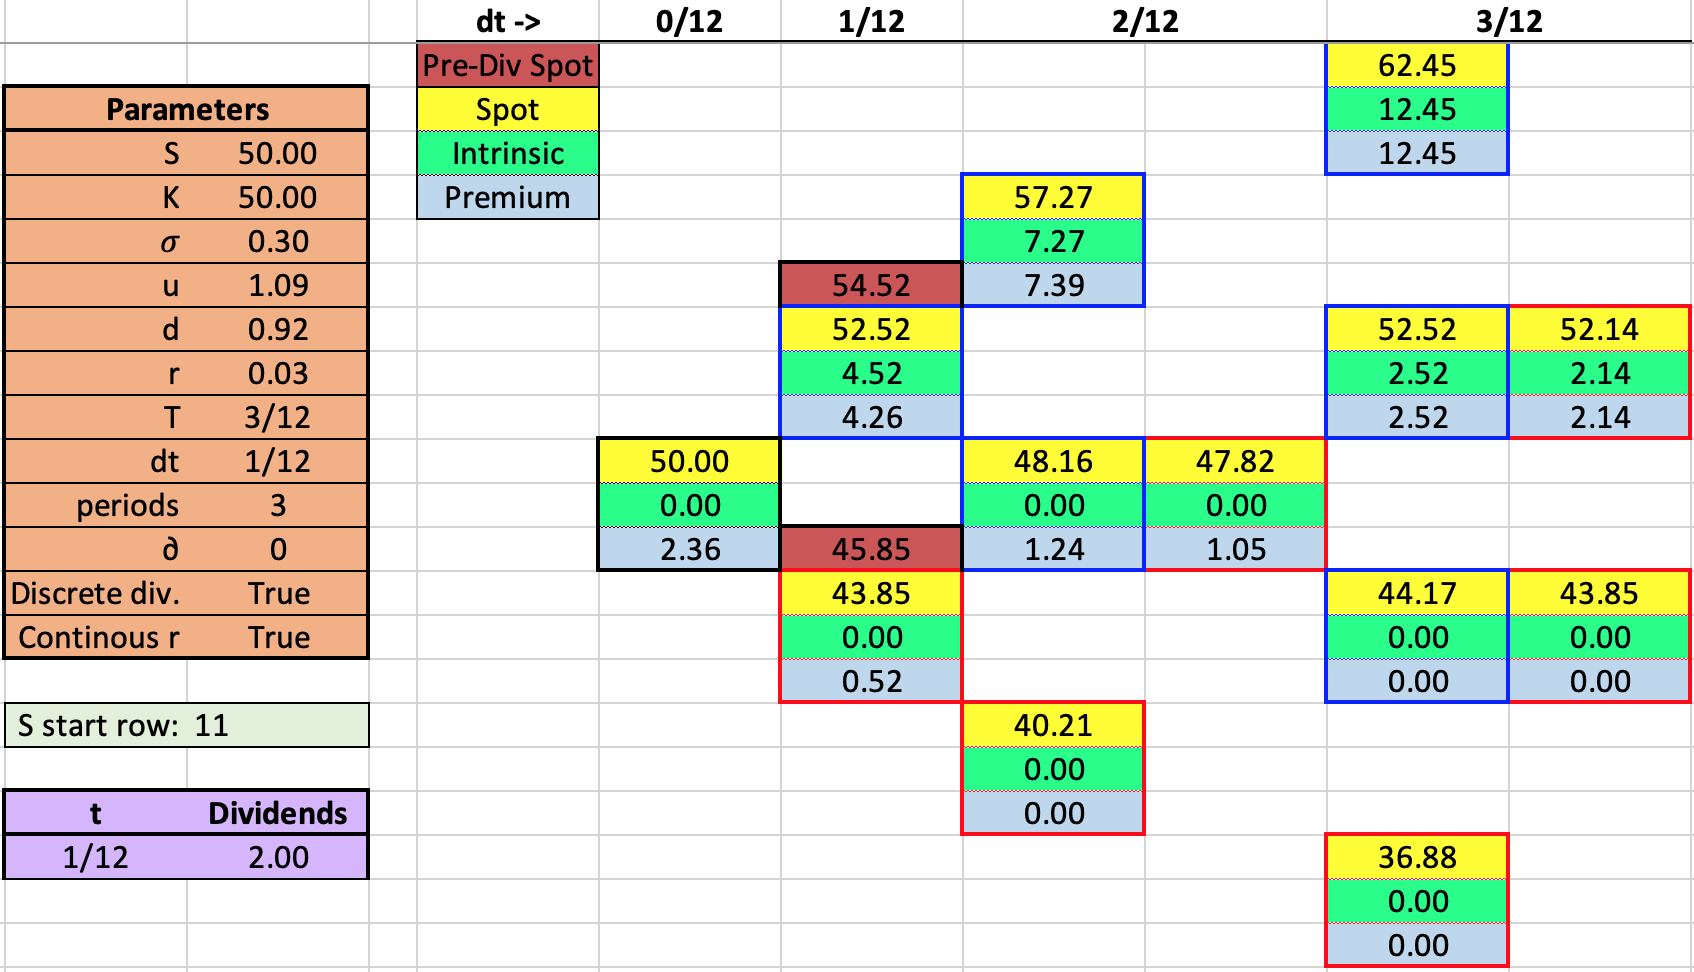 dt -> 0/12 1/12 2/12 3/12
Pre-Div Spot 62.45
Parameters Spot 12.45
S 50.00 Intrinsic 12.45
K 50.00 Premium 57.27
σ 0.30 7.27
u 1.09 54.52 7.39
d 0.92 52.52 52.52 52.14
r 0.03 4.52 2.52 2.14
T 3/12 4.26 2.52 2.14
dt 1/12 50.00 48.16 47.82
periods 3 0.00 0.00 0.00
∂ 0 2.36 45.85 1.24 1.05
Discrete div. True 43.85 44.17 43.85
Continous r True 0.00 0.00 0.00
0.52 0.00 0.00
S start row: 11 40.21
0.00
t Dividends 0.00
1/12 2.00 36.88
0.00
0.00